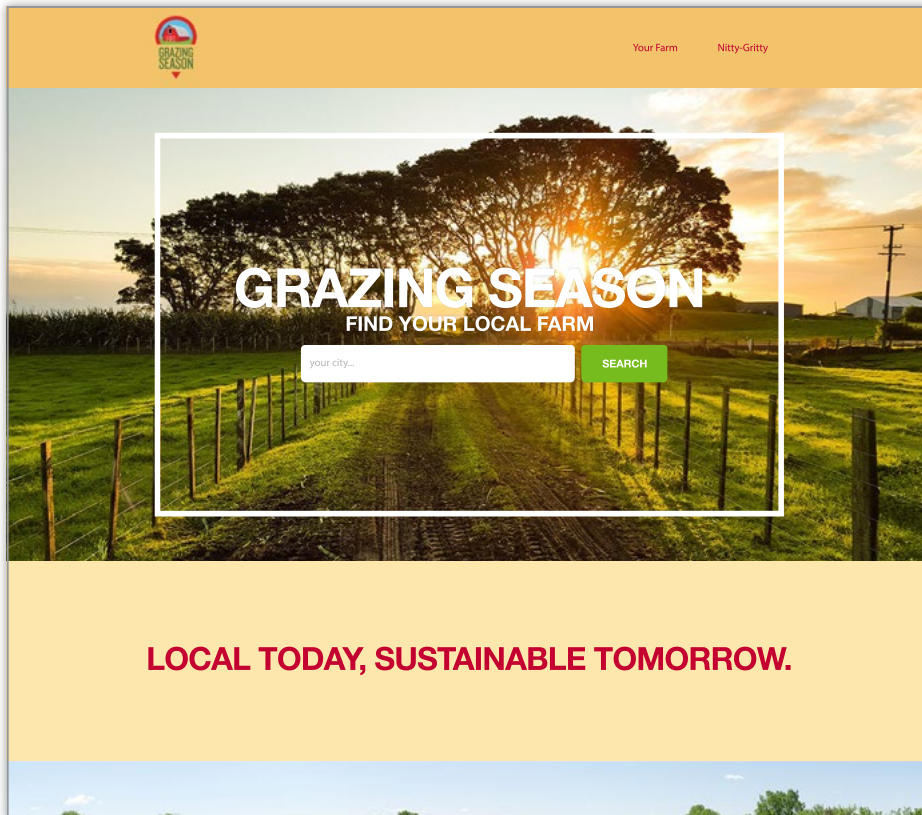 GRAZING
SEASON
Your Farm
Nitty-Gritty
GRAZING SEASON
FIND YOUR LOCAL FARM
your city...
SEARCH
LOCAL TODAY, SUSTAINABLE TOMORROW.